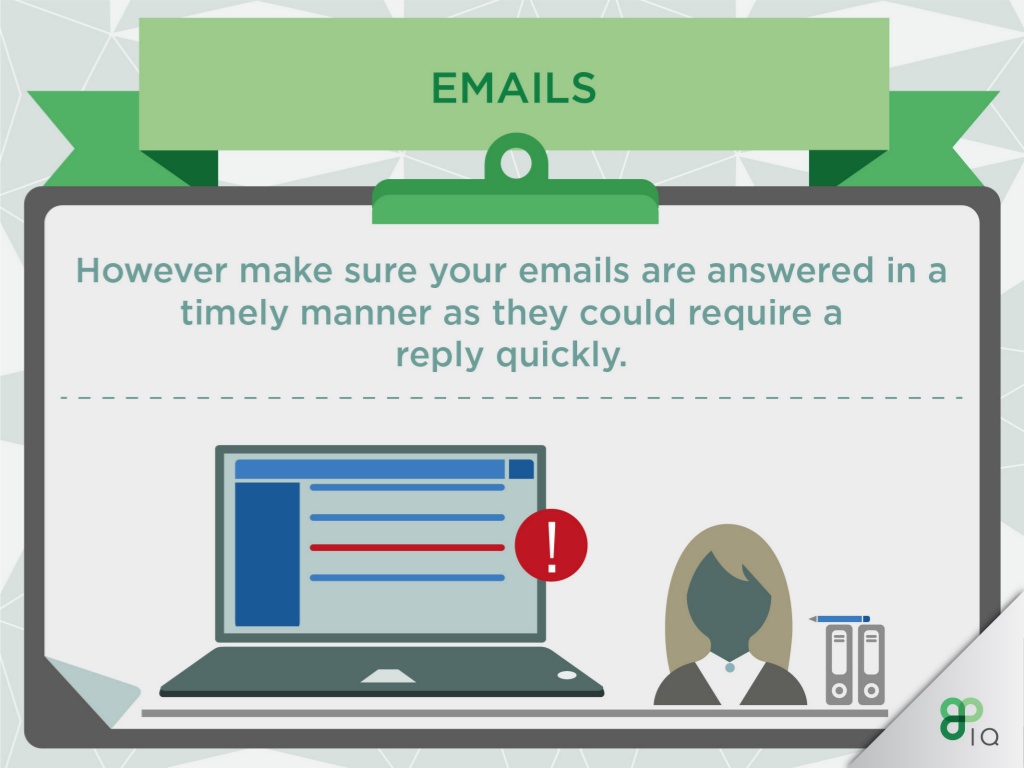 EMAILS
However make sure your emails are answered in a
timely manner as they could require a
reply quickly.
!
IQ